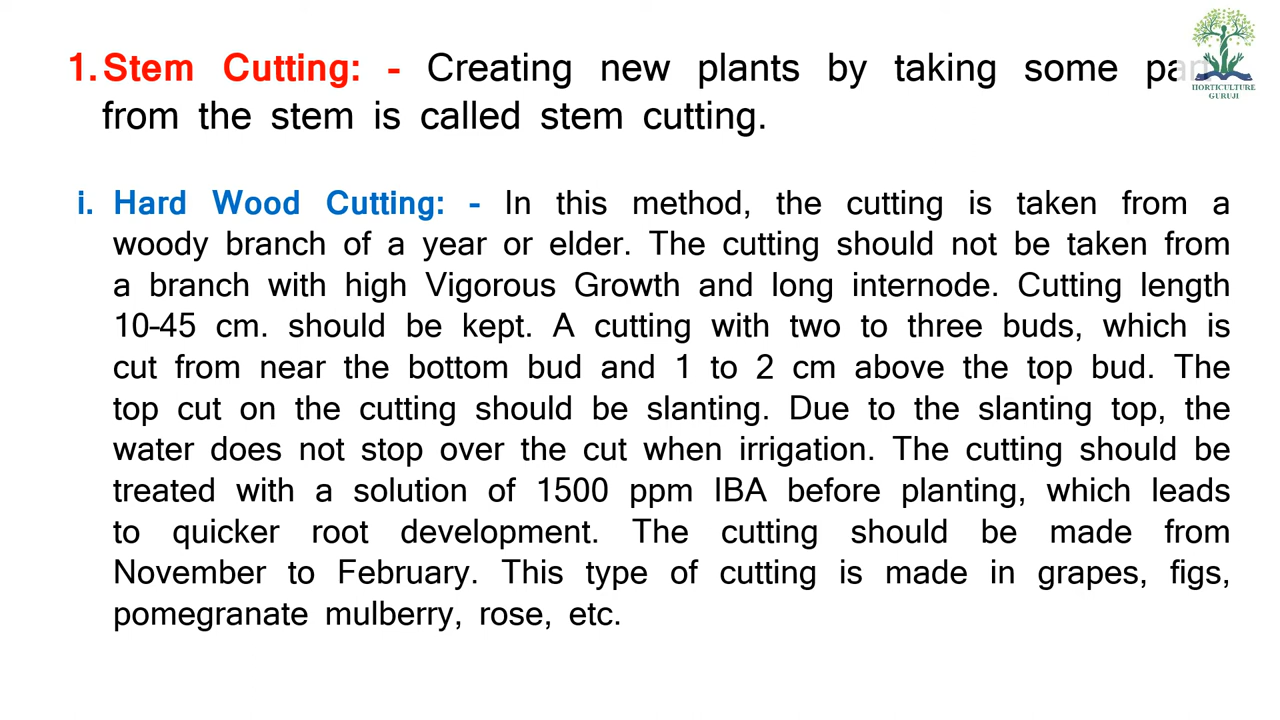 1. Stem Cutting: - Creating new plants by taking some part
from the stem is called stem cutting.
HORTICULTURE
GURUJI
i. Hard Wood Cutting: - In this method, the cutting is taken from a
woody branch of a year or elder. The cutting should not be taken from
a branch with high Vigorous Growth and long internode. Cutting length
10-45 cm. should be kept. A cutting with two to three buds, which is
cut from near the bottom bud and 1 to 2 cm above the top bud. The
top cut on the cutting should be slanting. Due to the slanting top, the
water does not stop over the cut when irrigation. The cutting should be
treated with a solution of 1500 ppm IBA before planting, which leads
to quicker root development. The cutting should be made from
November to February. This type of cutting is made in grapes, figs,
pomegranate mulberry, rose, etc.